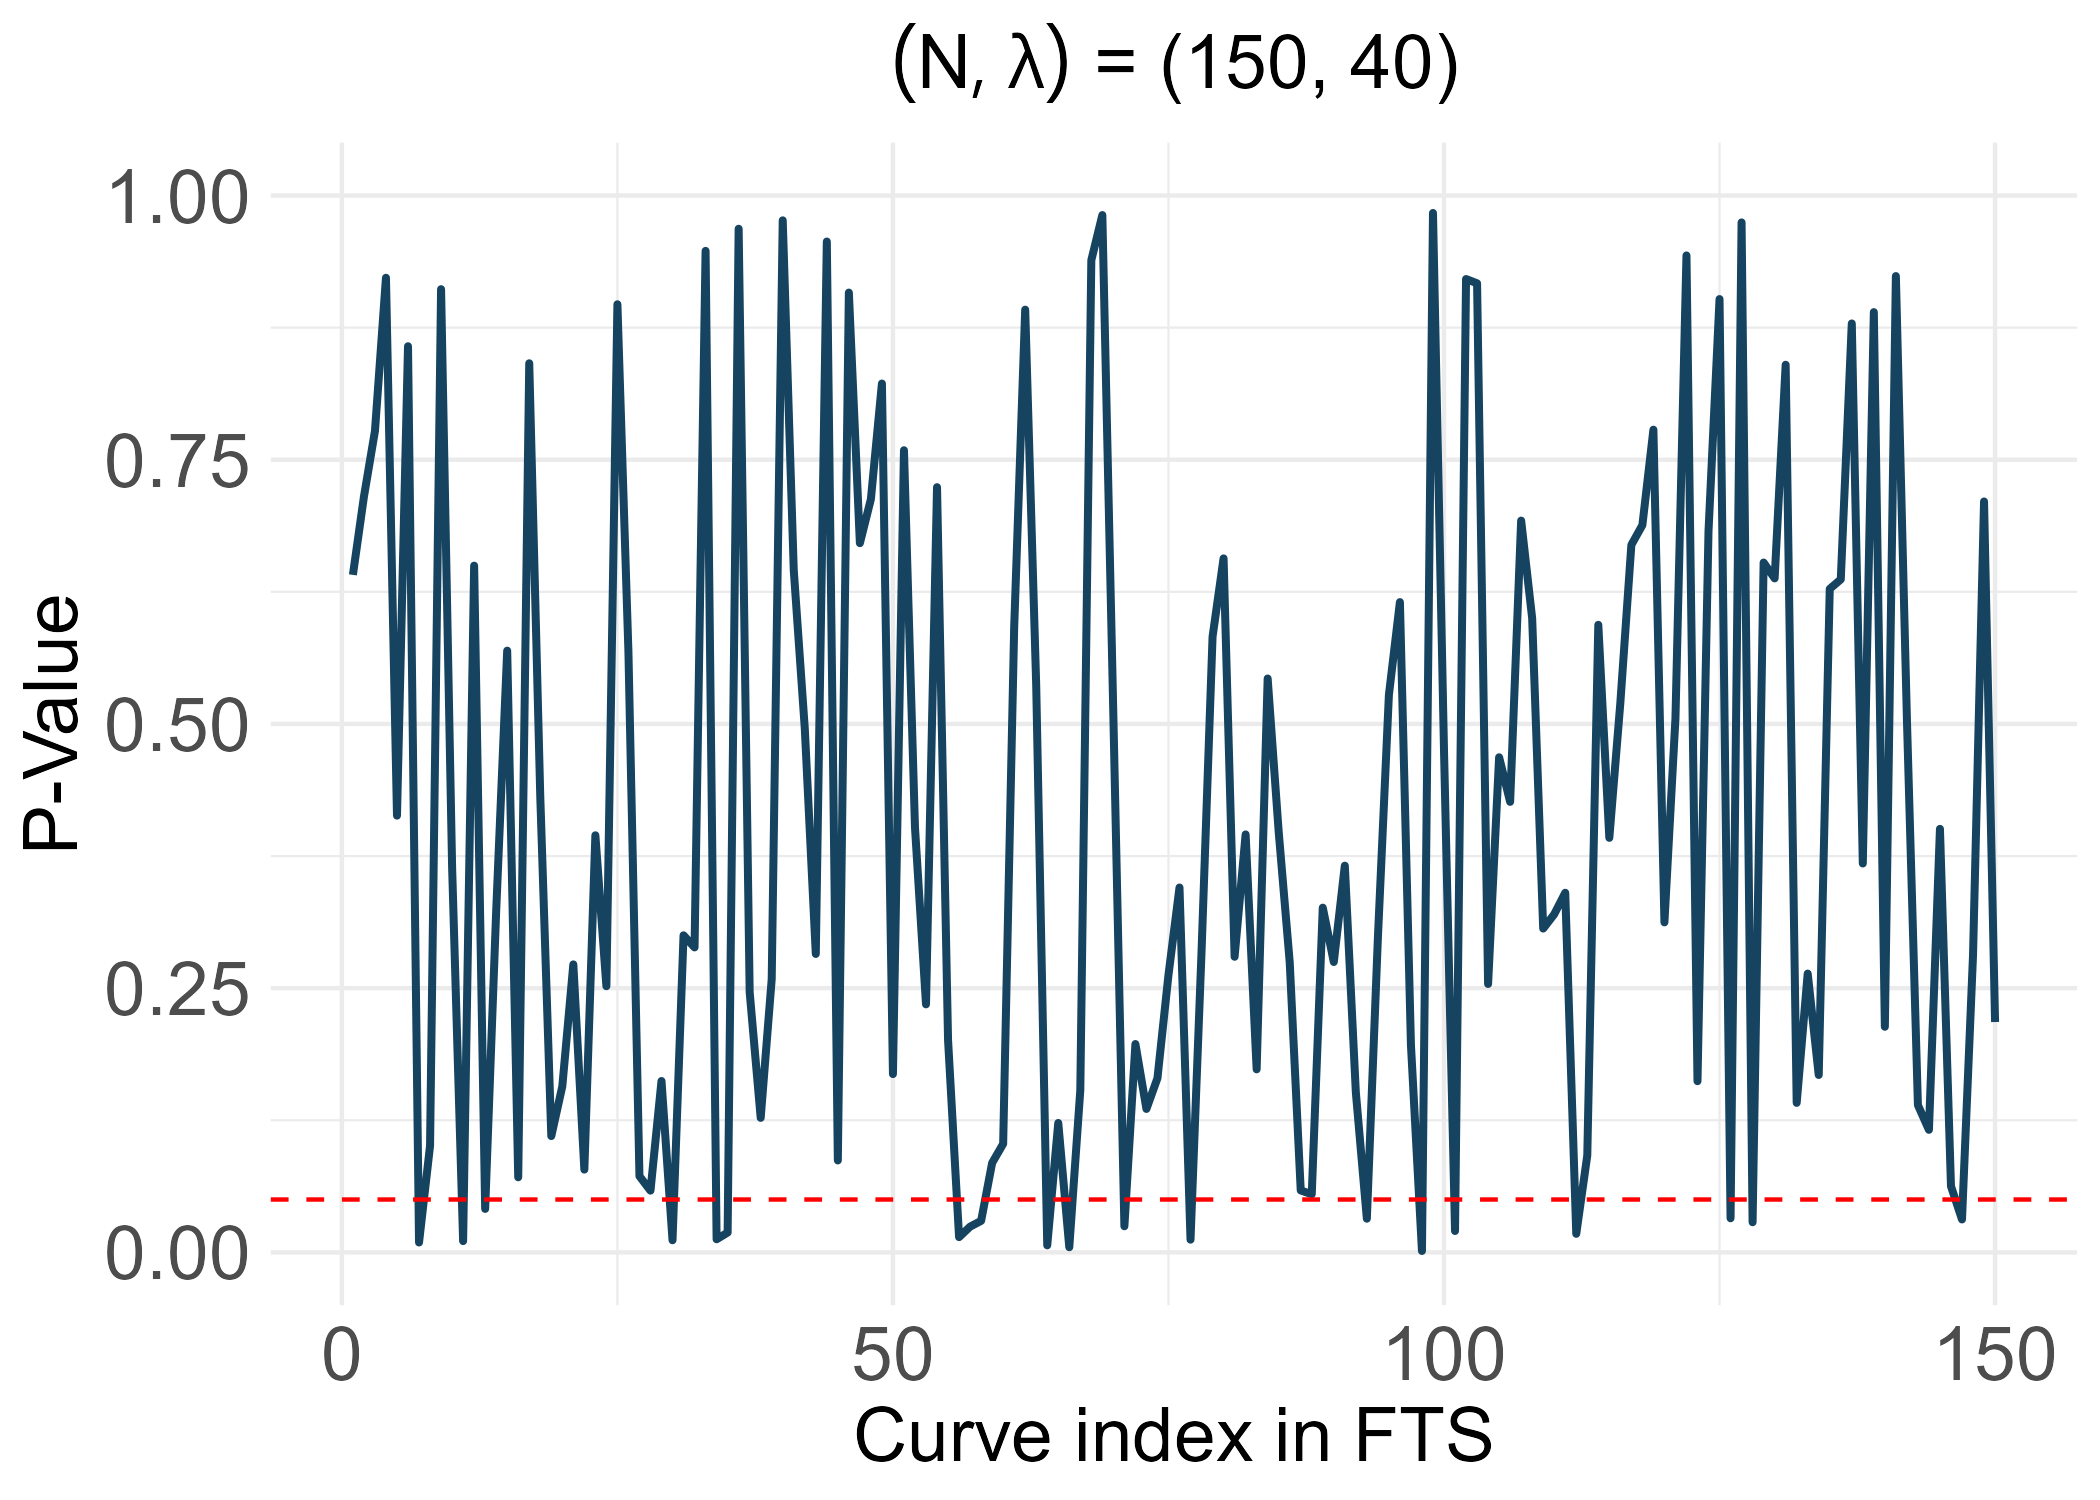 (N, λ) = (150, 40)
1.00
0.75
0.50
0.25
0.00
P-Value
0 50 100 150
Curve index in FTS